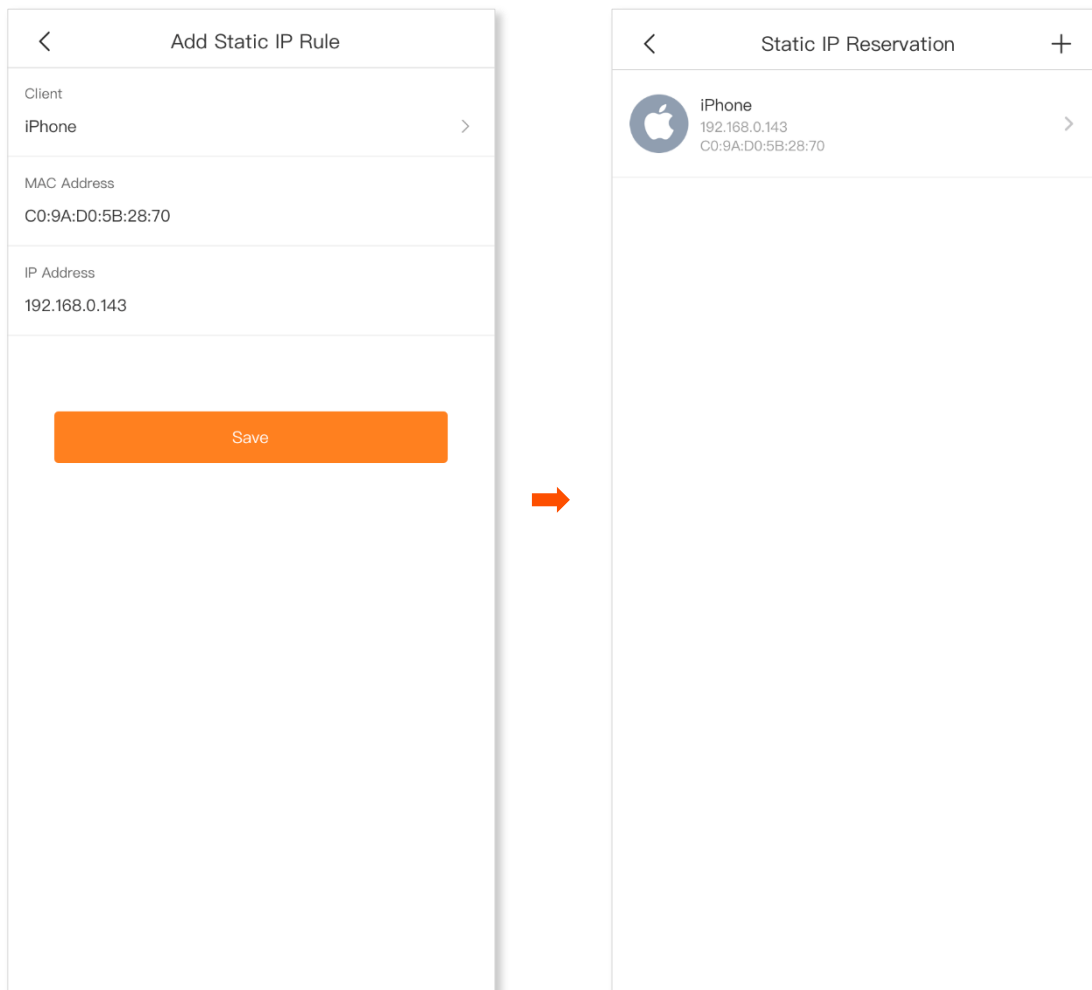 Add Static IP Rule
Client
iPhone
MAC Address
C0:9A:D0:5B:28:70
IP Address
192.168.0.143
Save
Static IP Reservation
iPhone
192.168.0.143
C0:9A:D0:5B:28:70